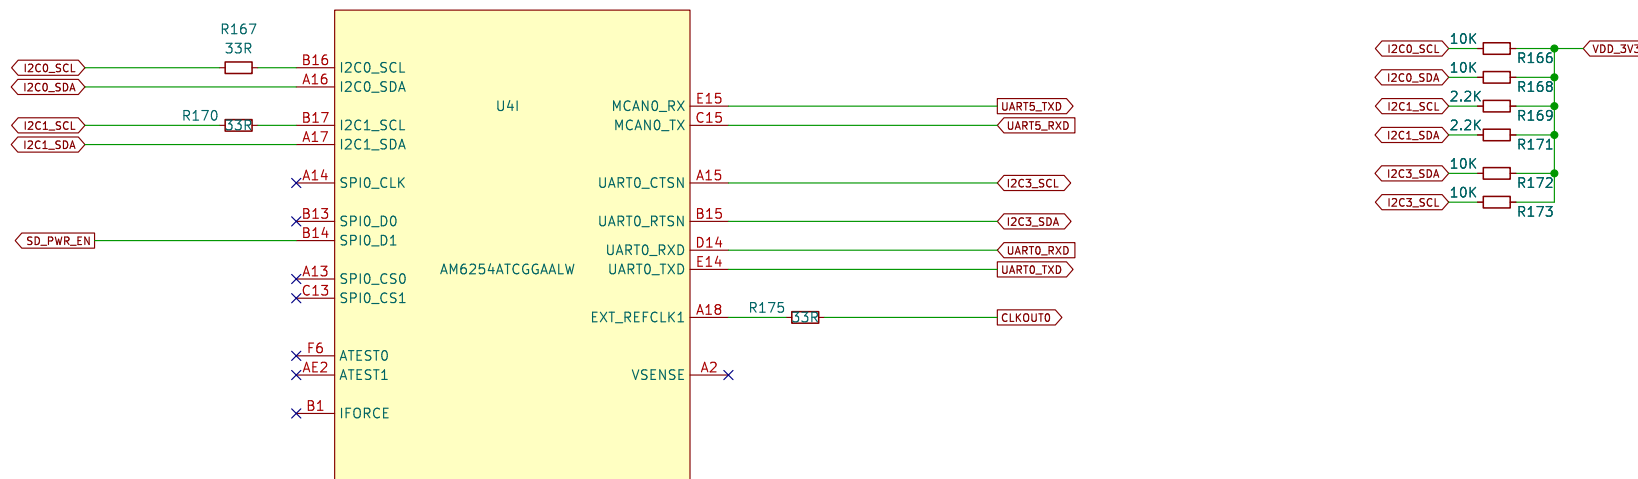 R167
33R
I2C0_SCL
B16
I2C0_SCL
I2C0_SDA
A16
I2C0_SDA
R170
I2C1_SCL
33R
B17
I2C1_SCL
I2C1_SDA
A17
I2C1_SDA
A14
SPI0_CLK
B13
SPI0_D0
SD_PWR_EN
B14
SPI0_D1
A13
SPI0_CS0
C13
SPI0_CS1
F6
ATEST0
AE2
ATEST1
B1
IFORCE
U4I
AM6254ATCGGAALW
MCAN0_RX
E15
UART5_TXD
MCAN0_TX
C15
UART5_RXD
UART0_CTSN
A15
I2C3_SCL
UART0_RTSN
B15
I2C3_SDA
UART0_RXD
D14
UART0_RXD
UART0_TXD
E14
UART0_TXD
EXT_REFCLK1
A18
R175
33R
CLKOUT0
VSENSE
A2
I2C0_SCL
10K
R166
VDD_3V3
I2C0_SDA
10K
R168
I2C1_SCL
2.2K
R169
I2C1_SDA
2.2K
R171
I2C3_SDA
10K
R172
I2C3_SCL
10K
R173